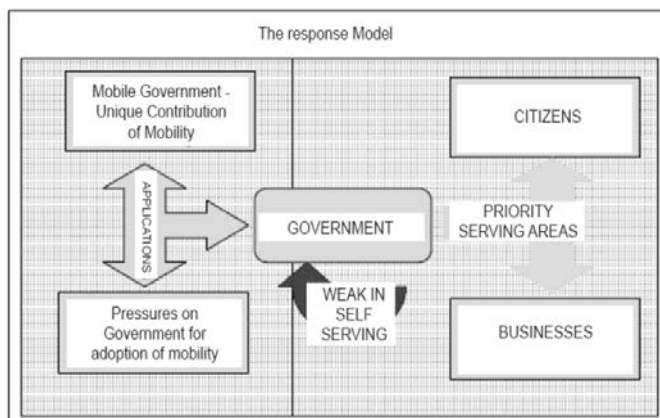 The response Model
Mobile Government -
Unique Contribution
of Mobility
CITIZENS
APPLICATIONS
GOVERNMENT
PRIORITY
SERVING AREAS
WEAK IN
SELF
SERVING
Pressures on
Government for
adoption of mobility
BUSINESSES